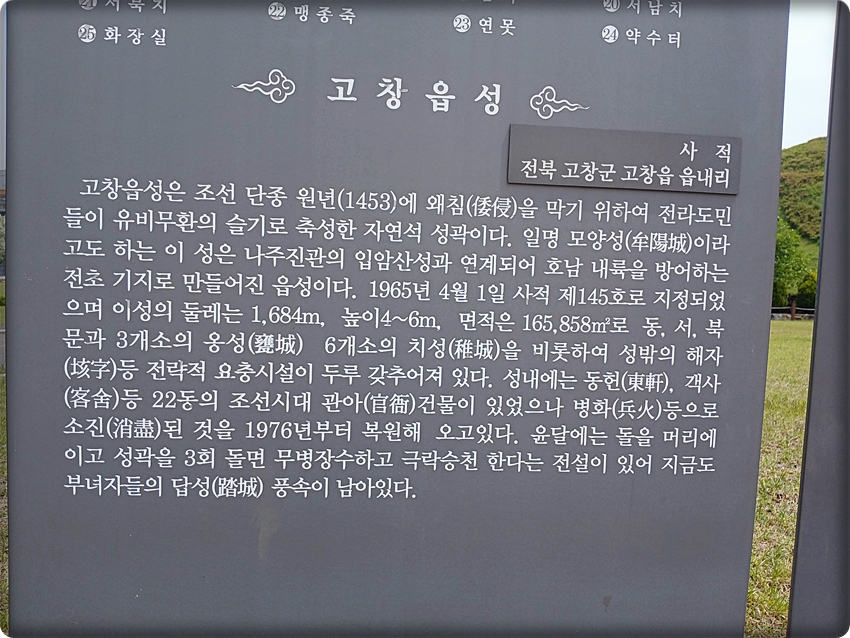 ㉑ 서북치
㉒ 맹종죽
㉓ 연못
⑳ 서남치
㉔ 약수터
㉕ 화장실
고창읍성
사 적
전북 고창군 고창읍 읍내리
고창읍성은 조선 단종 원년(1453)에 왜침(倭侵)을 막기 위하여 전라도민
들이 유비무환의 슬기로 축성한 자연석 성곽이다. 일명 모양성(牟陽城)이라
고도 하는 이 성은 나주진관의 입암산성과 연계되어 호남 내륙을 방어하는
전초 기지로 만들어진 읍성이다. 1965년 4월 1일 사적 제145호로 지정되었
으며 이성의 둘레는 1,684m, 높이4~6m, 면적은 165,858㎡로 동, 서, 북
문과 3개소의 옹성(甕城) 6개소의 치성(稚城)을 비롯하여 성밖의 해자
(垓字)등 전략적 요충시설이 두루 갖추어져 있다. 성내에는 동헌(東軒), 객사
(客舍)등 22동의 조선시대 관아(官衙)건물이 있었으나 병화(兵火)등으로
소진(消盡)된 것을 1976년부터 복원해 오고있다. 윤달에는 돌을 머리에
이고 성곽을 3회 돌면 무병장수하고 극락승천 한다는 전설이 있어 지금도
부녀자들의 답성(踏城) 풍속이 남아있다.